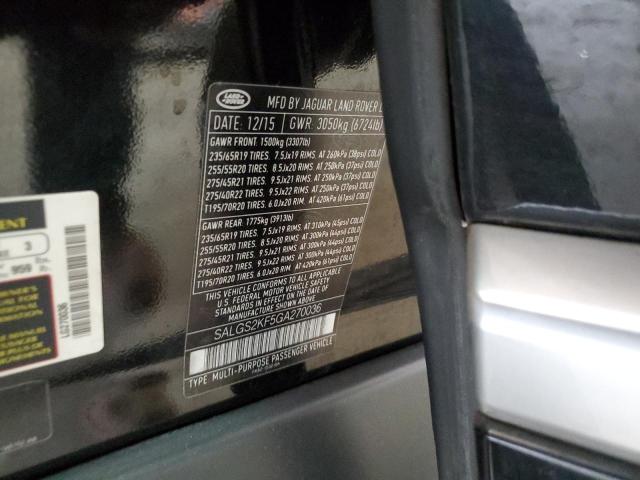 LAND
ROVER
MFD BY JAGUAR LAND ROVER L
DATE: 12/15 GWR. 3050kg (6724lb)
GAWR FRONT 1500kg (3307lb)
235/65R19 TIRES. 7.5Jx19 RIMS AT 260kPa (38psi) COLD
255/55R20 TIRES. 8.5Jx20 RIMS AT 250kPa (37psi) COLD
275/45R21 TIRES. 9.5Jx21 RIMS AT 250kPa (37psi) COLD
275/40R22 TIRES. 9.5Jx22 RIMS AT 250kPa (37psi) COLD
T195/70R20 TIRES. 6.0Jx20 RIM AT 420kPa (61psi) COLD
GAWR REAR 1775kg (3913lb)
235/65R19 TIRES. 7.5Jx19 RIMS AT 310kPa (45psi) COLD
255/55R20 TIRES. 8.5Jx20 RIMS AT 300kPa (44psi) COLD
275/45R21 TIRES. 9.5Jx21 RIMS AT 300kPa (44psi) COLD
275/40R22 TIRES. 9.5Jx22 RIMS AT 300kPa (44psi) COLD
T195/70R20 TIRES 6.0Jx20 RIM AT 420kPa (61psi) COLD
THIS VEHICLE CONFORMS TO ALL APPLICABLE
FEDERAL MOTOR VEHICLE SAFETY
STANDARDS IN EFFECT ON THE DATE
OF MANUFACTURE SHOWN ABOVE
SALGS2KF5GA270036
TYPE MULTI-PURPOSE PASSENGER VEHICLE
3
959 lbs.
LG270036